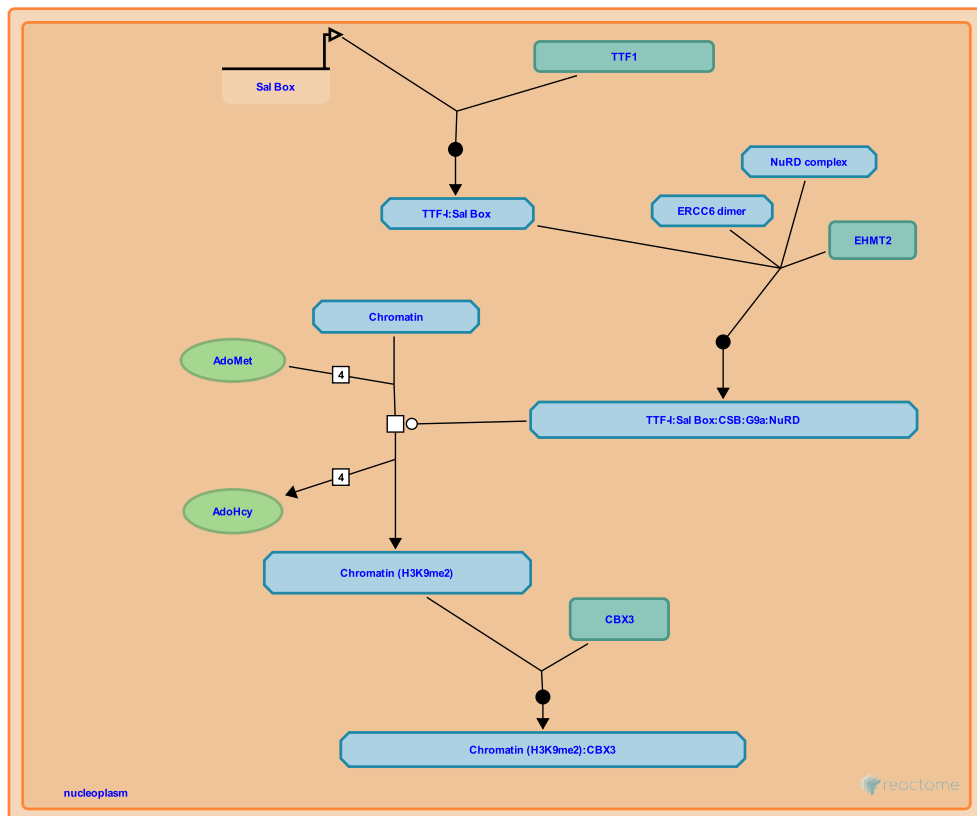 TTF1
Sal Box
NuRD complex
ERCC6 dimer
TTF-I:Sal Box
EHMT2
Chromatin
AdoMet
4
TTF-I:Sal Box:CSB:G9a:NuRD
4
AdoHcy
Chromatin (H3K9me2)
CBX3
Chromatin (H3K9me2):CBX3
reactome
nucleoplasm